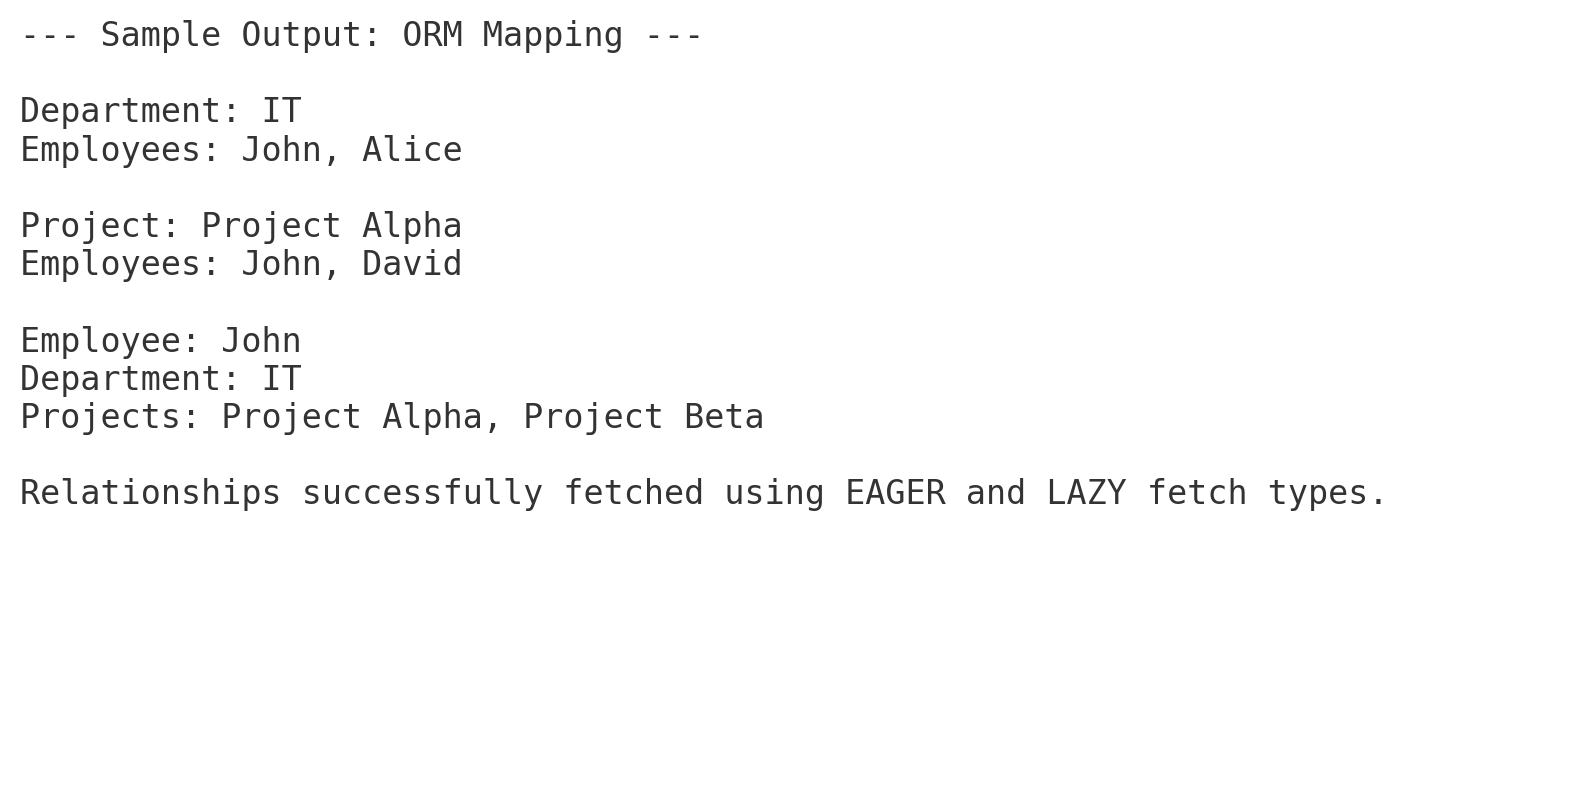 --- Sample Output: ORM Mapping ---
Department: IT
Employees: John, Alice
Project: Project Alpha
Employees: John, David
Employee: John
Department: IT
Projects: Project Alpha, Project Beta
Relationships successfully fetched using EAGER and LAZY fetch types.